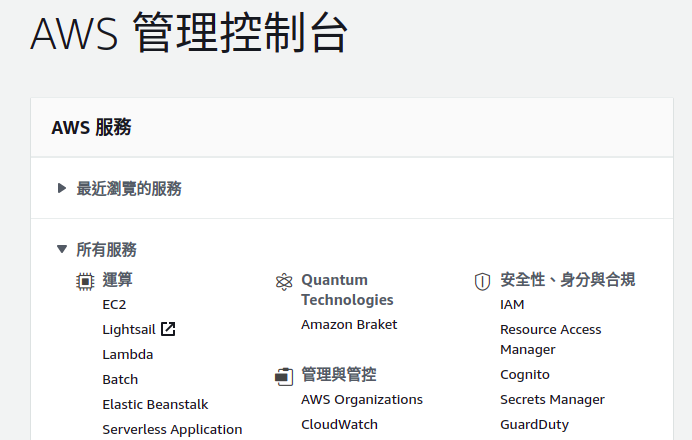 AWS 管理控制台
AWS 服務
最近瀏覽的服務
所有服務
運算
EC2
Lightsail
Lambda
Batch
Elastic Beanstalk
Serverless Application
Quantum
Technologies
Amazon Braket
管理與管控
AWS Organizations
CloudWatch
安全性、身分與合規
IAM
Resource Access
Manager
Cognito
Secrets Manager
GuardDuty